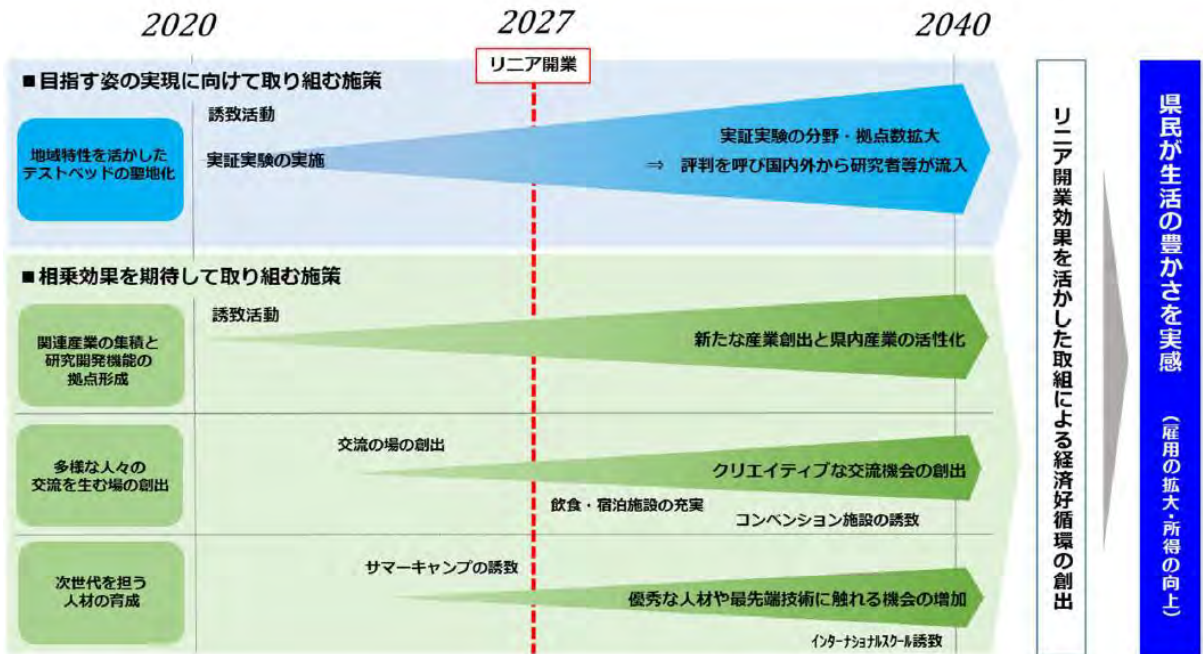 2020
2027
2040
リニア開業
■目指す姿の実現に向けて取り組む施策
誘致活動
地域特性を活かした
テストベッドの聖地化
実証実験の実施
実証実験の分野・拠点数拡大
⇒ 評判を呼び国内外から研究者等が流入
■相乗効果を期待して取り組む施策
誘致活動
関連産業の集積と
研究開発機能の
拠点形成
新たな産業創出と県内産業の活性化
交流の場の創出
多様な人々の
交流を生む場の創出
クリエイティブな交流機会の創出
飲食・宿泊施設の充実
コンベンション施設の誘致
サマーキャンプの誘致
次世代を担う
人材の育成
優秀な人材や最先端技術に触れる機会の増加
インターナショナルスクール誘致
リニア開業効果を活かした取組による経済好循環の創出
県民が生活の豊かさを実感 (雇用の拡大・所得の向上)